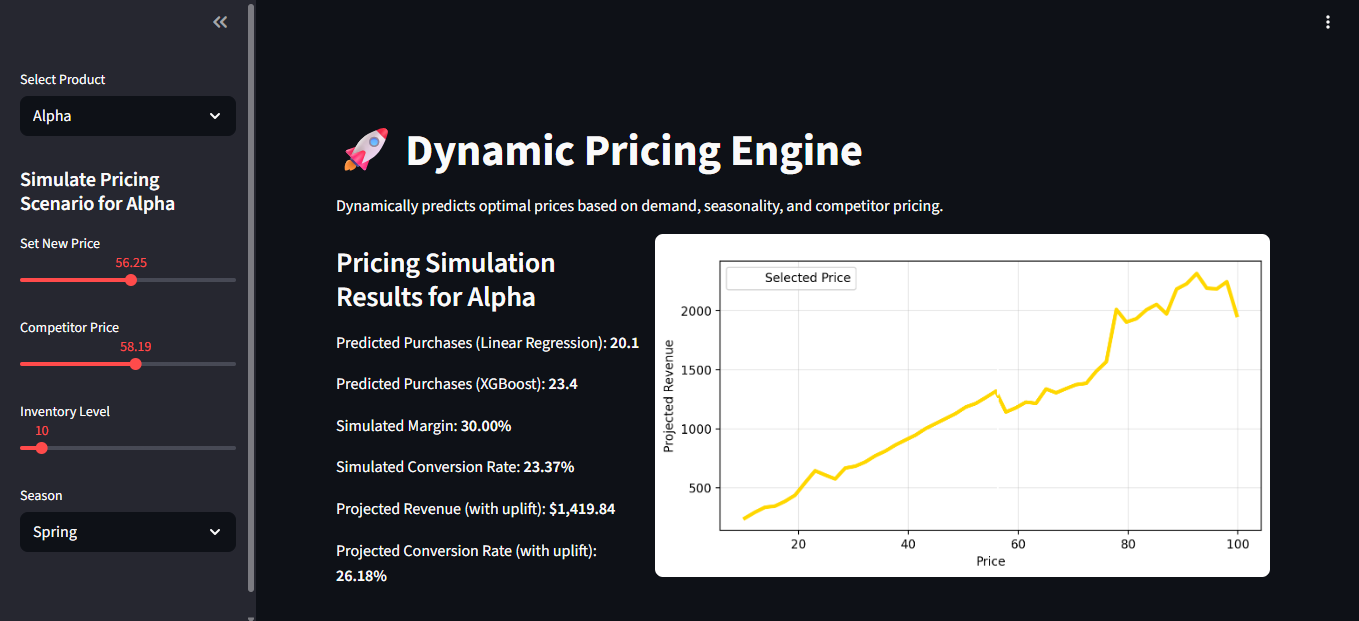 Select Product
Alpha
Simulate Pricing
Scenario for Alpha
Set New Price
56.25
Competitor Price
58.19
Inventory Level
10
Season
Spring
🚀 Dynamic Pricing Engine
Dynamically predicts optimal prices based on demand, seasonality, and competitor pricing.
Pricing Simulation
Results for Alpha
Predicted Purchases (Linear Regression): 20.1
Predicted Purchases (XGBoost): 23.4
Simulated Margin: 30.00%
Simulated Conversion Rate: 23.37%
Projected Revenue (with uplift): $1,419.84
Projected Conversion Rate (with uplift):
26.18%
Selected Price
Projected Revenue
2000
1500
1000
500
20 40 60 80 100
Price